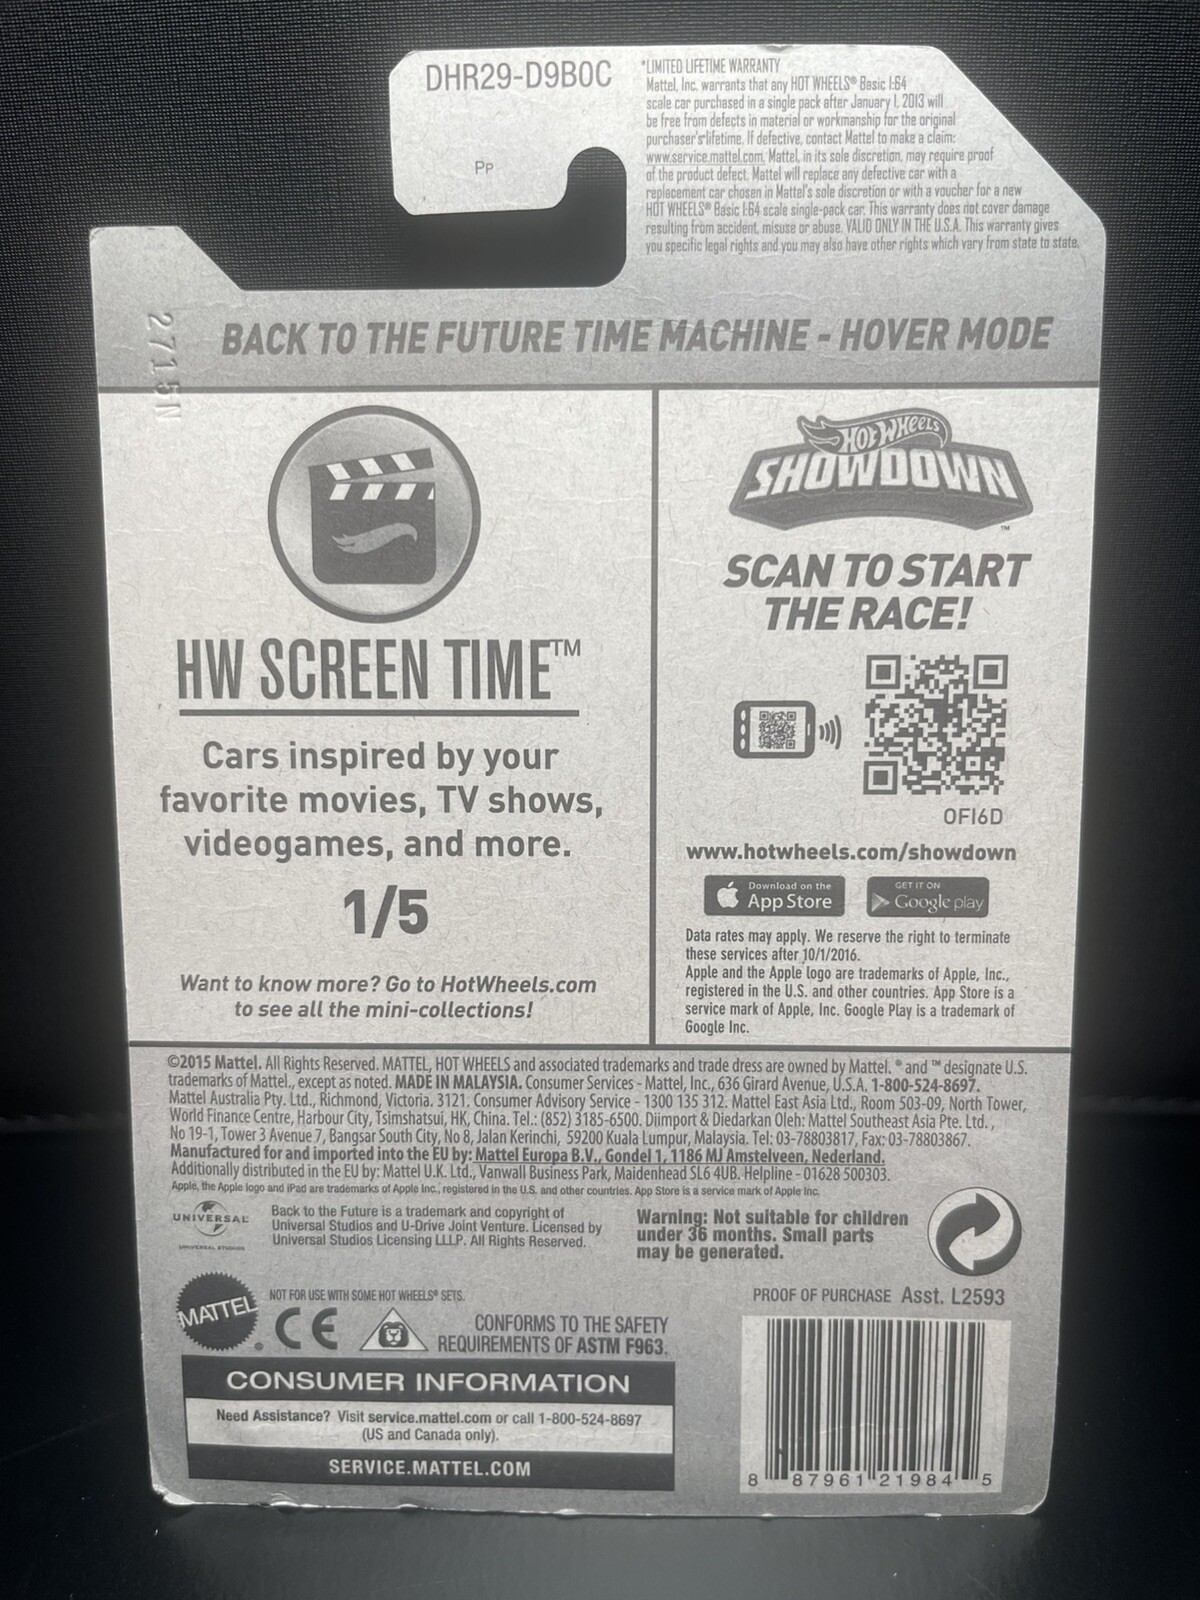 DHR29-D9B0C
PP
*LIMITED LIFETIME WARRANTY
Mattel, Inc. warrants that any HOT WHEELS® Basic 1:64
scale car purchased in a single pack after January 1, 2013 will
be free from defects in material or workmanship for the original
purchaser's lifetime. If defective, contact Mattel to make a claim:
www.service.mattel.com. Mattel, in its sole discretion, may require proof
of the product defect. Mattel will replace any defective car with a
replacement car chosen in Mattel's sole discretion or with a voucher for a new
HOT WHEELS® Basic 1:64 scale single-pack car. This warranty does not cover damage
resulting from accident, misuse or abuse. VALID ONLY IN THE U.S.A. This warranty gives
you specific legal rights and you may also have other rights which vary from state to state.
2715N
BACK TO THE FUTURE TIME MACHINE - HOVER MODE
HW SCREEN TIME™
Cars inspired by your
favorite movies, TV shows,
videogames, and more.
1/5
Want to know more? Go to HotWheels.com
to see all the mini-collections!
HOT WHEELS
SHOWDOWN™
SCAN TO START
THE RACE!
OFI6D
www.hotwheels.com/showdown
Download on the
App Store
GET IT ON
Google play
Data rates may apply. We reserve the right to terminate
these services after 10/1/2016.
Apple and the Apple logo are trademarks of Apple, Inc.,
registered in the U.S. and other countries. App Store is a
service mark of Apple, Inc. Google Play is a trademark of
Google Inc.
©2015 Mattel. All Rights Reserved. MATTEL, HOT WHEELS and associated trademarks and trade dress are owned by Mattel. ® and ™ designate U.S.
trademarks of Mattel., except as noted. MADE IN MALAYSIA. Consumer Services - Mattel, Inc., 636 Girard Avenue, U.S.A. 1-800-524-8697.
Mattel Australia Pty. Ltd., Richmond, Victoria. 3121. Consumer Advisory Service - 1300 135 312. Mattel East Asia Ltd., Room 503-09, North Tower,
World Finance Centre, Harbour City, Tsimshatsui, HK, China. Tel.: (852) 3185-6500. Diimport & Diedarkan Oleh: Mattel Southeast Asia Pte. Ltd.,
No 19-1, Tower 3 Avenue 7, Bangsar South City, No 8, Jalan Kerinchi, 59200 Kuala Lumpur, Malaysia. Tel: 03-78803817, Fax: 03-78803867.
Manufactured for and imported into the EU by: Mattel Europa B.V., Gondel 1, 1186 MJ Amstelveen, Nederland.
Additionally distributed in the EU by: Mattel U.K. Ltd., Vanwall Business Park, Maidenhead SL6 4UB. Helpline - 01628 500303.
Apple, the Apple logo and iPad are trademarks of Apple Inc., registered in the U.S. and other countries. App Store is a service mark of Apple Inc.
UNIVERSAL
UNIVERSAL STUDIOS
Back to the Future is a trademark and copyright of
Universal Studios and U-Drive Joint Venture. Licensed by
Universal Studios Licensing LLLP. All Rights Reserved.
Warning: Not suitable for children
under 36 months. Small parts
may be generated.
MATTEL®
NOT FOR USE WITH SOME HOT WHEELS® SETS.
CE
CONFORMS TO THE SAFETY
REQUIREMENTS OF ASTM F963.
PROOF OF PURCHASE Asst. L2593
CONSUMER INFORMATION
Need Assistance? Visit service.mattel.com or call 1-800-524-8697
(US and Canada only).
SERVICE.MATTEL.COM
8 87961 21984 5